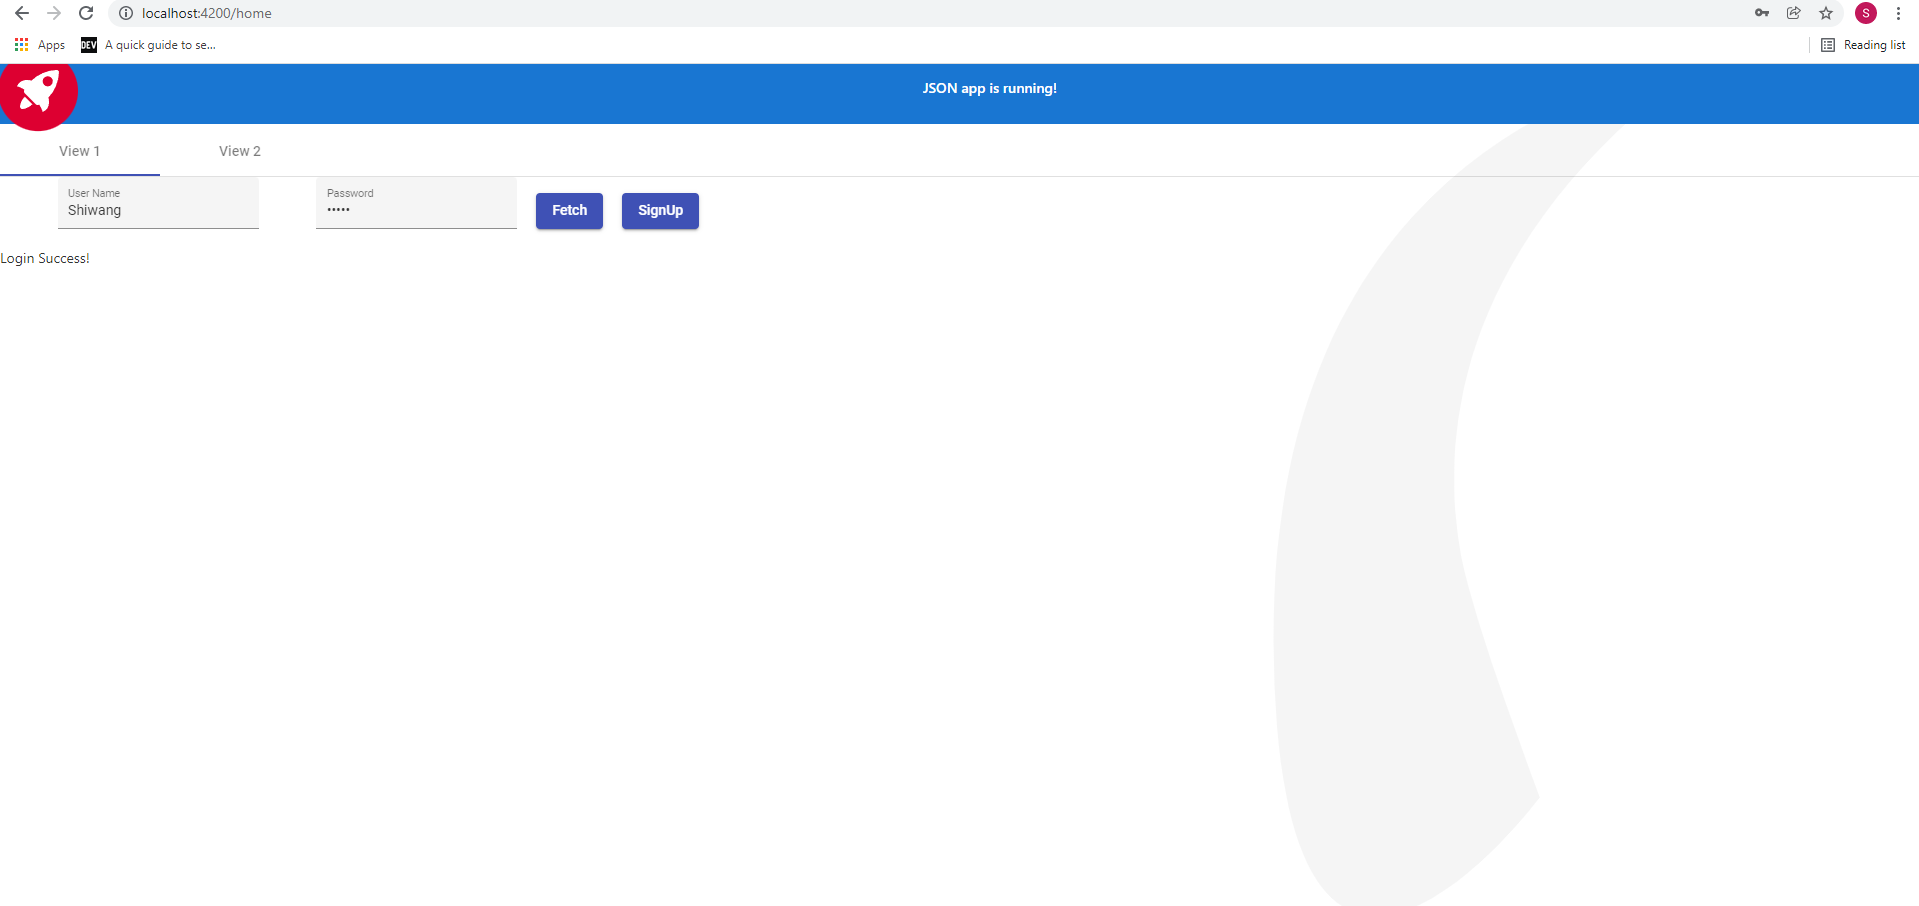 localhost:4200/home
Apps DEV A quick guide to se... Reading list
S
JSON app is running!
View 1 View 2
User Name Password
Shiwang ••••• Fetch SignUp
Login Success!